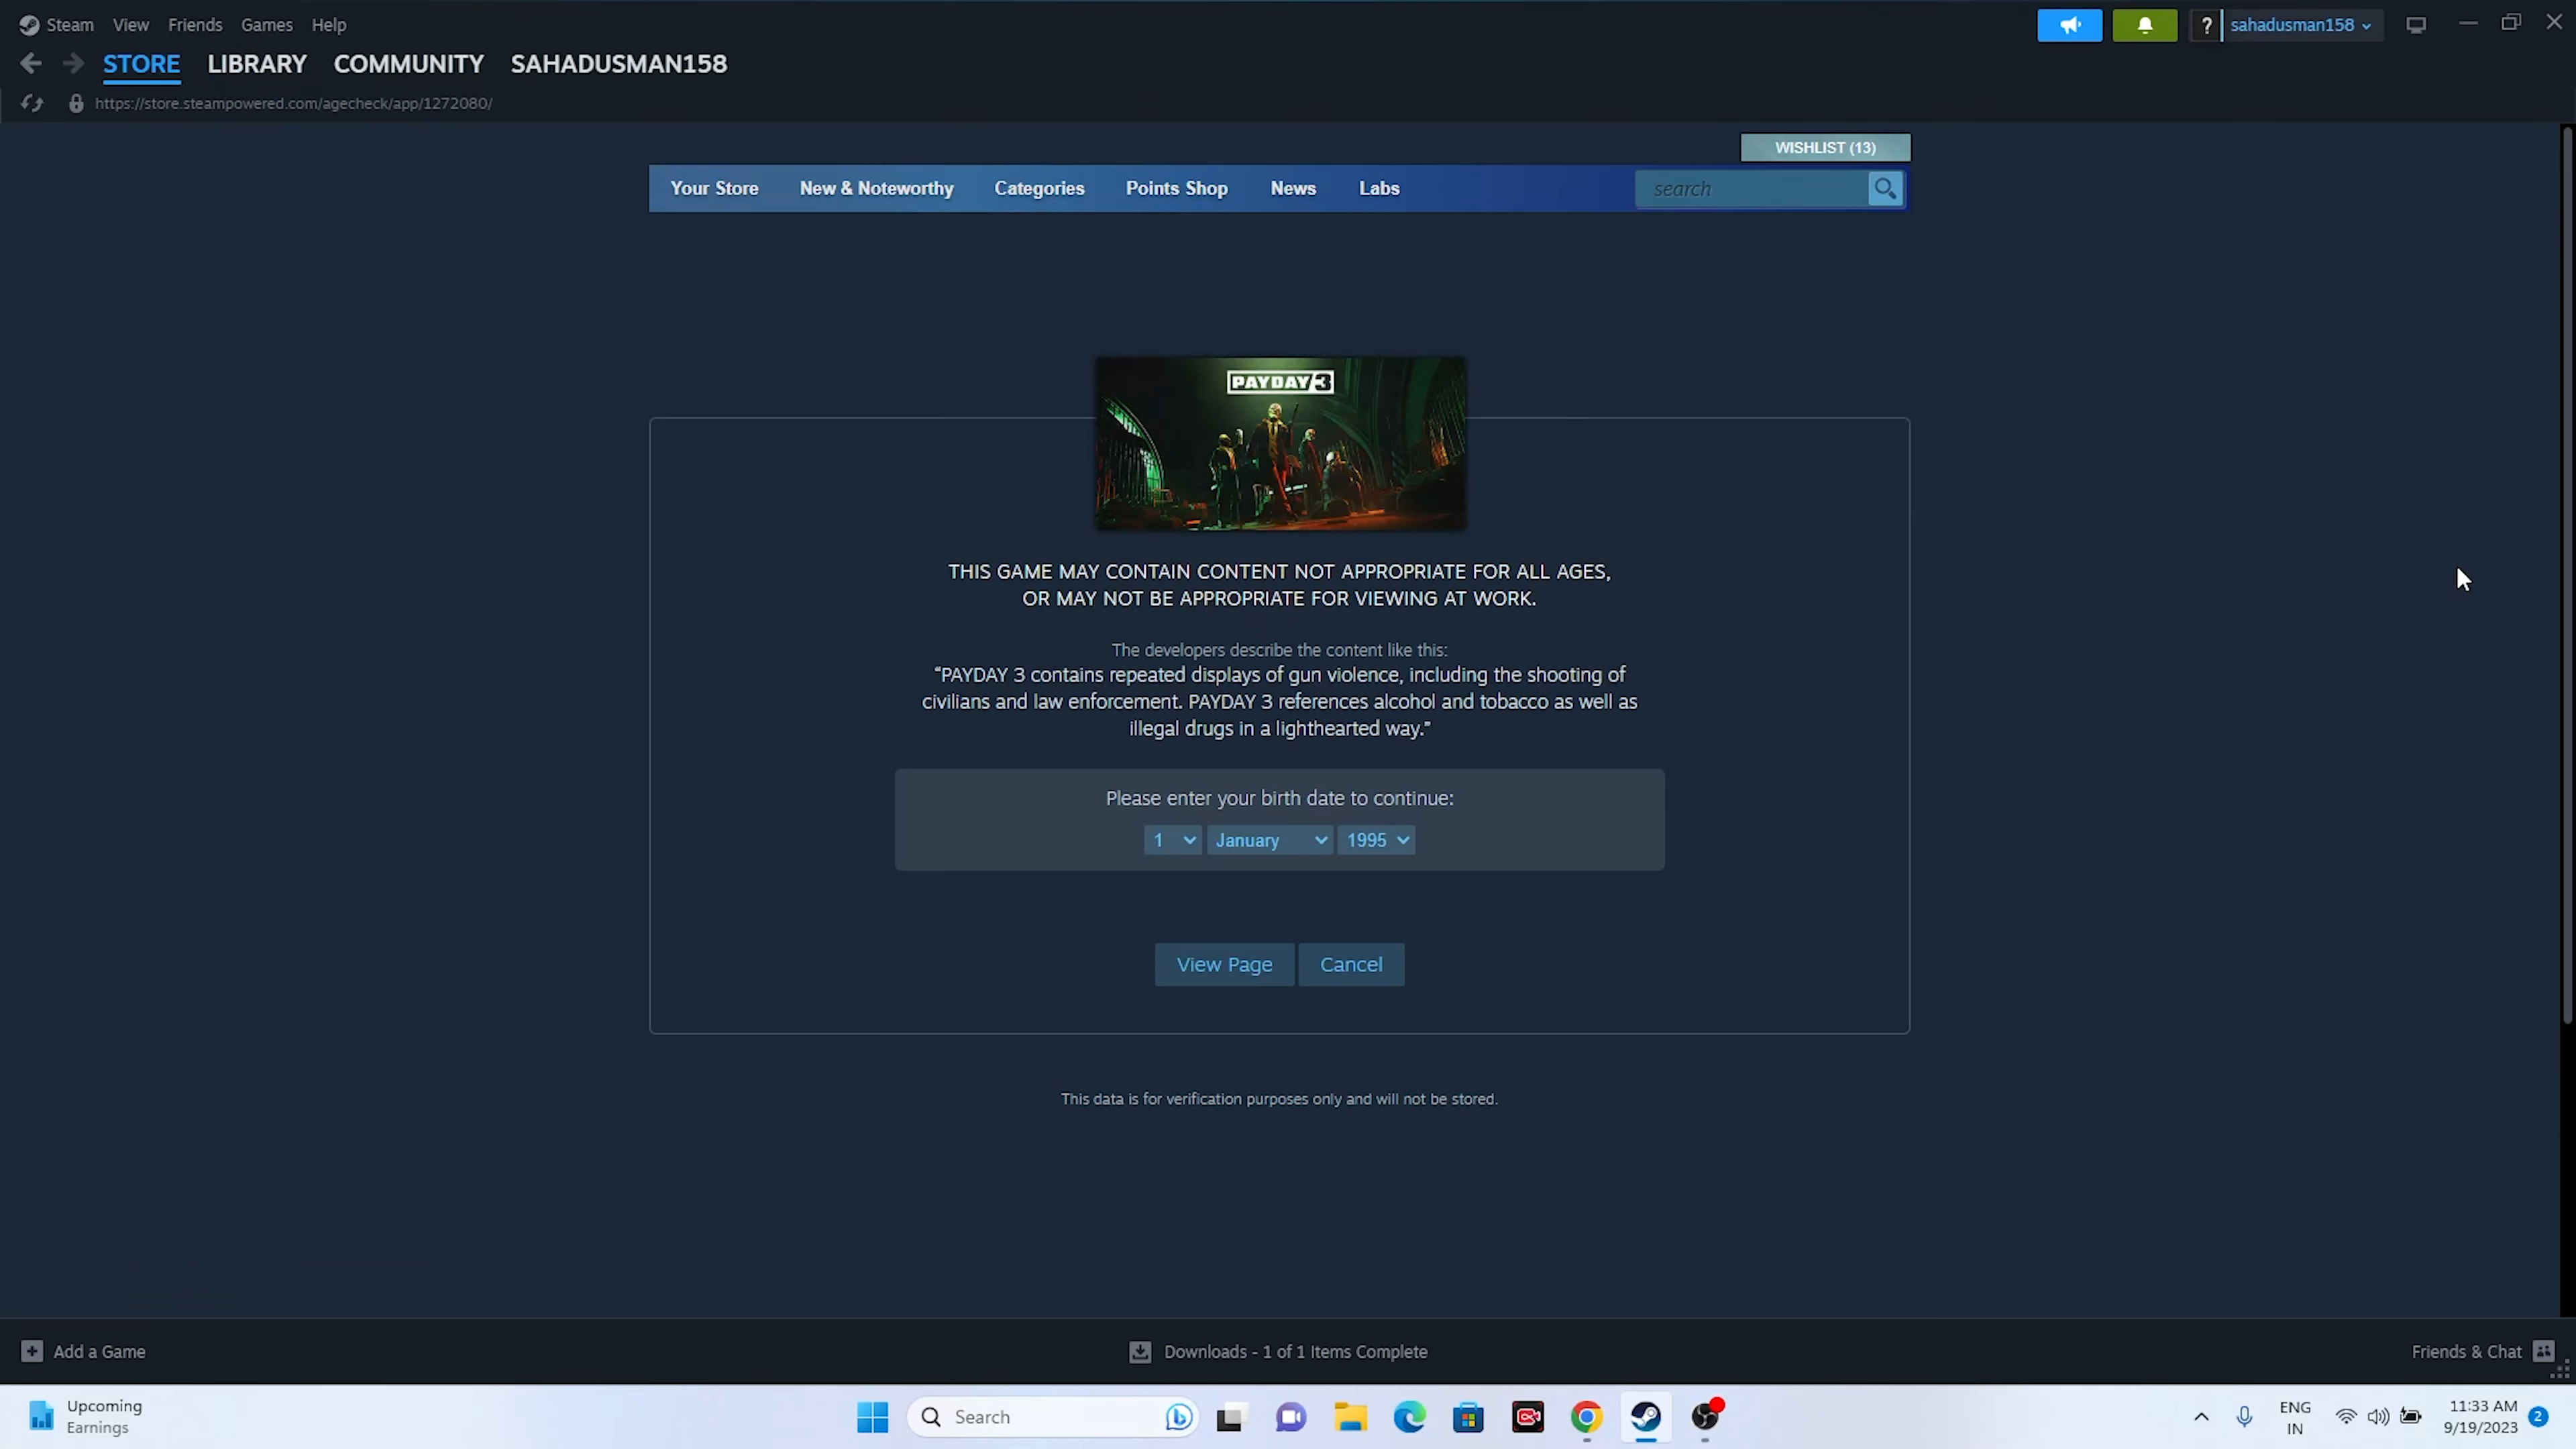 Steam View Friends Games Help
? sahadusman158
STORE LIBRARY COMMUNITY SAHADUSMAN158
https://store.steampowered.com/agecheck/app/1272080/
WISHLIST (13)
Your Store New & Noteworthy Categories Points Shop News Labs search
PAYDAY 3
THIS GAME MAY CONTAIN CONTENT NOT APPROPRIATE FOR ALL AGES,
OR MAY NOT BE APPROPRIATE FOR VIEWING AT WORK.
The developers describe the content like this:
“PAYDAY 3 contains repeated displays of gun violence, including the shooting of
civilians and law enforcement. PAYDAY 3 references alcohol and tobacco as well as
illegal drugs in a lighthearted way.”
Please enter your birth date to continue:
1 January 1995
View Page Cancel
This data is for verification purposes only and will not be stored.
Add a Game Downloads - 1 of 1 Items Complete Friends & Chat
Upcoming
Earnings
Search
ENG
IN
11:33 AM
9/19/2023
2